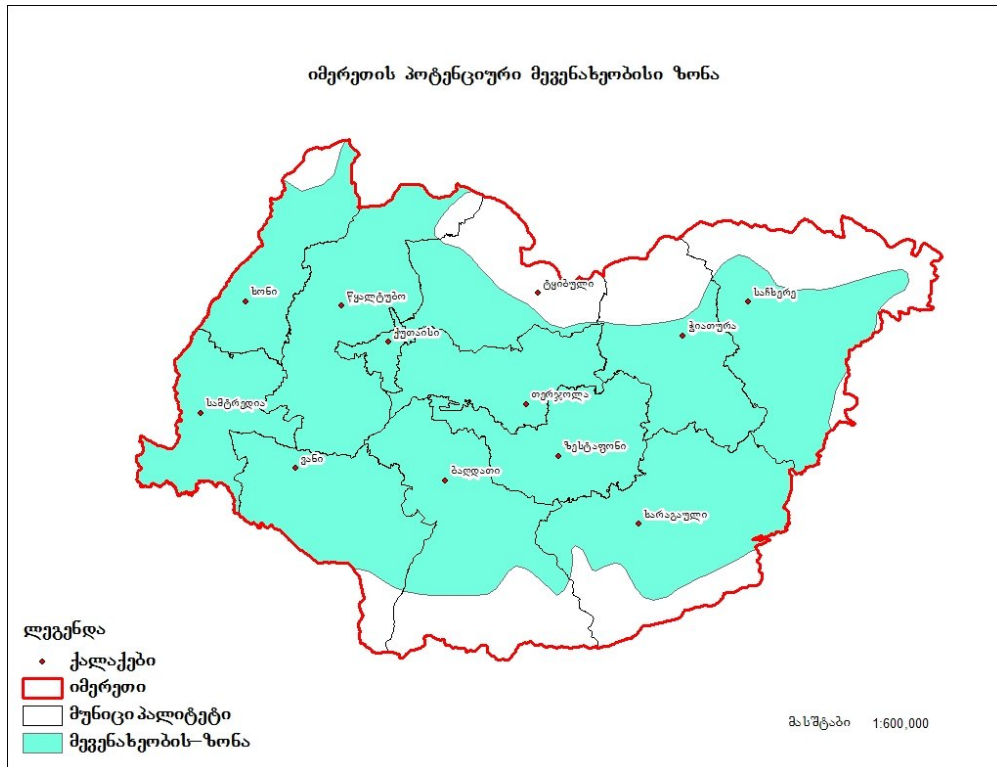 იმერეთის პოტენციური მევენახეობისი ზონა
ტყიბული
ხონი
წყალტუბო
საჩხერე
ქუთაისი
ჭიათურა
სამტრედია
თერჯოლა
ზესტაფონი
ვანი
ბაღდათი
ხარაგაული
ლეგენდა
ქალაქები
იმერეთი
მუნიციპალიტეტი
მევენახეობის–ზონა
მასშტაბი 1:600,000